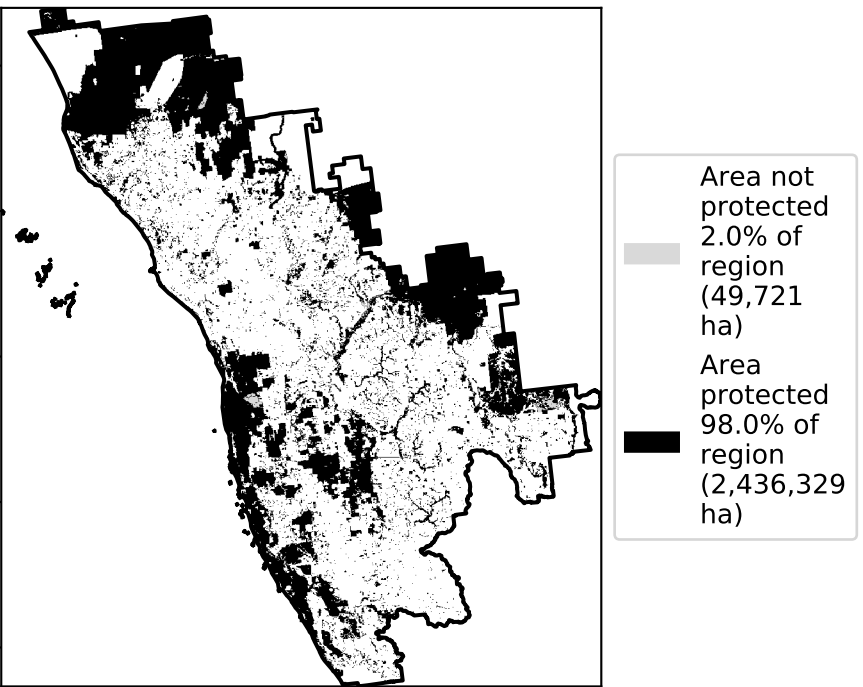 Area not
protected
2.0% of
region
(49,721
ha)
Area
protected
98.0% of
region
(2,436,329
ha)